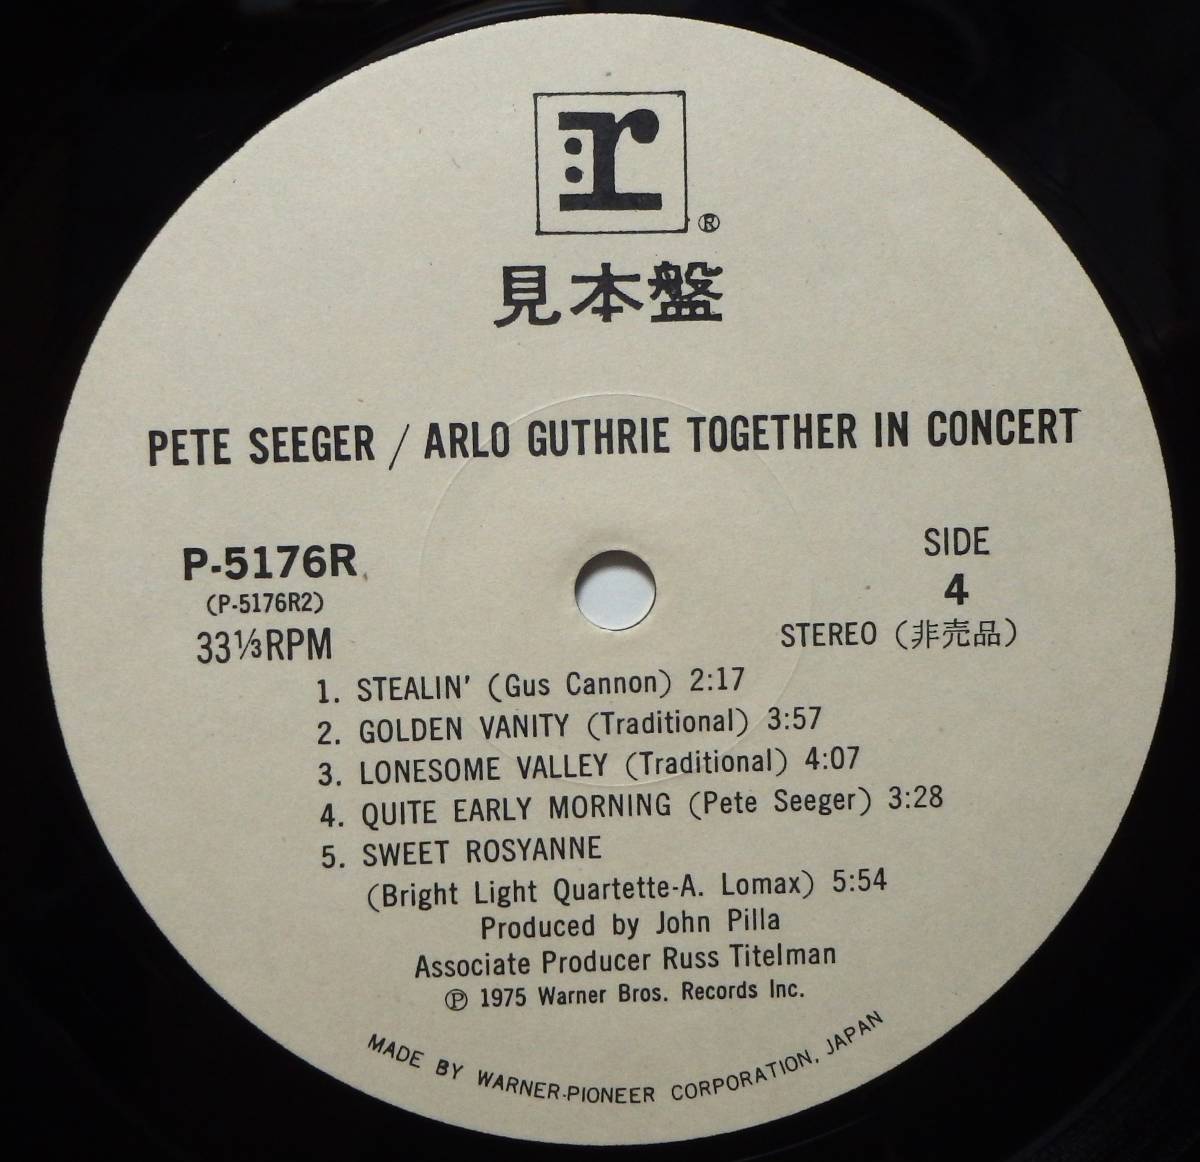 :r
®
見本盤
PETE SEEGER / ARLO GUTHRIE TOGETHER IN CONCERT
P-5176R
(P-5176R2)
33⅓RPM
SIDE
4
STEREO (非売品)
1. STEALIN' (Gus Cannon) 2:17
2. GOLDEN VANITY (Traditional) 3:57
3. LONESOME VALLEY (Traditional) 4:07
4. QUITE EARLY MORNING (Pete Seeger) 3:28
5. SWEET ROSYANNE
(Bright Light Quartette-A. Lomax) 5:54
Produced by John Pilla
Associate Producer Russ Titelman
℗ 1975 Warner Bros. Records Inc.
MADE BY WARNER-PIONEER CORPORATION, JAPAN